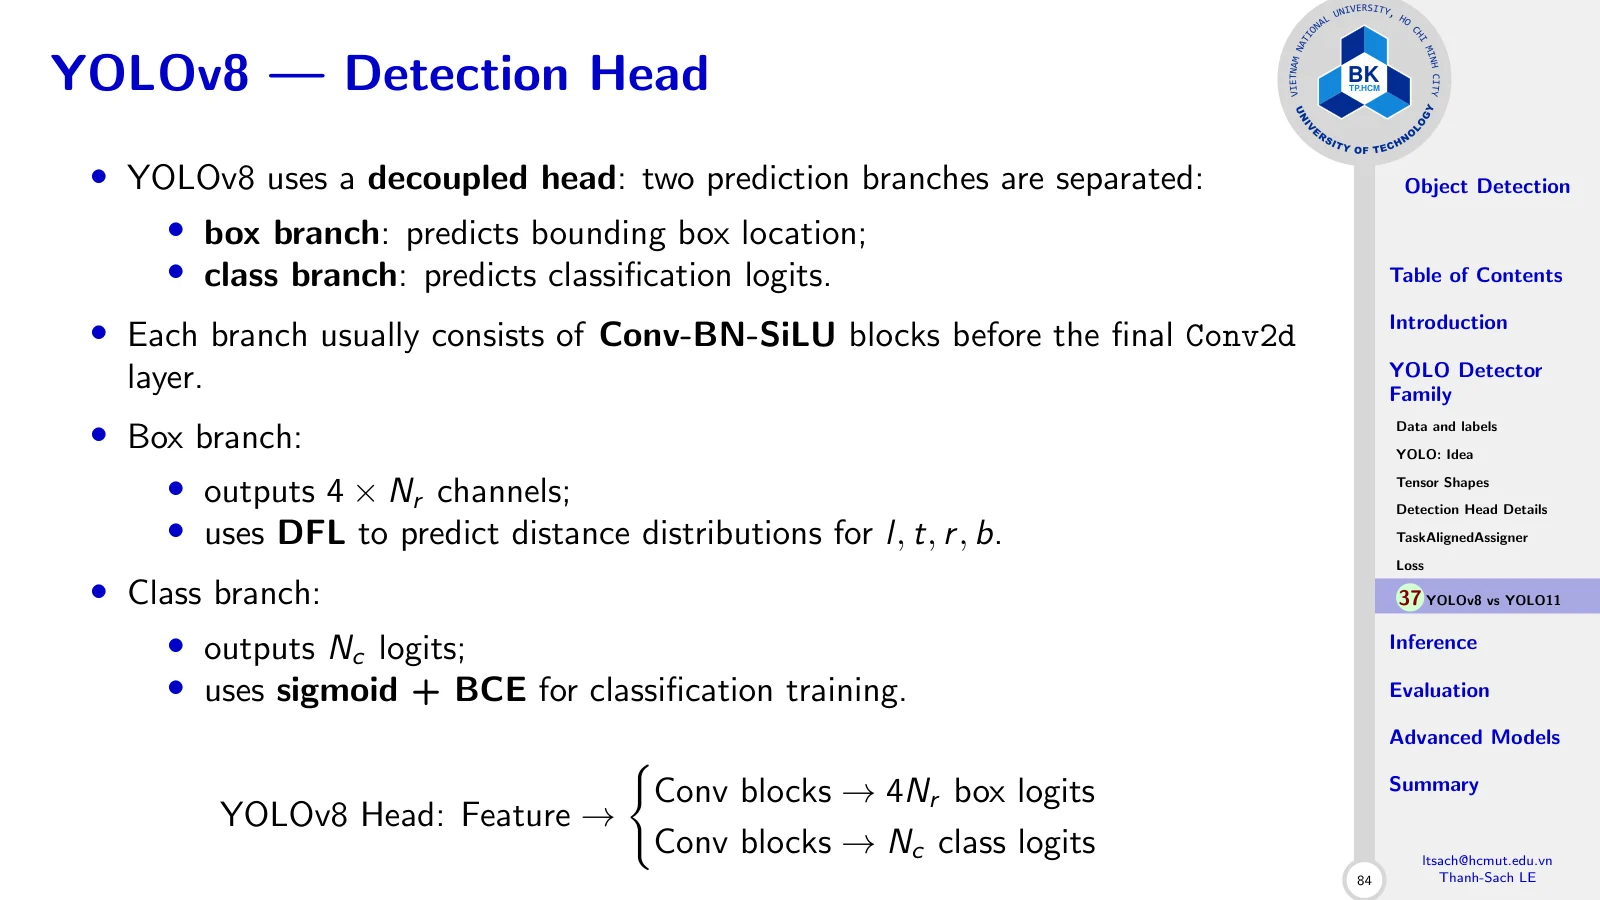 YOLOv8 — Detection Head
• YOLOv8 uses a decoupled head: two prediction branches are separated:
• box branch: predicts bounding box location;
• class branch: predicts classification logits.
• Each branch usually consists of Conv-BN-SiLU blocks before the final Conv2d
layer.
• Box branch:
• outputs 4 × Nr channels;
• uses DFL to predict distance distributions for l, t, r, b.
• Class branch:
• outputs Nc logits;
• uses sigmoid + BCE for classification training.
YOLOv8 Head: Feature → {
Conv blocks → 4Nr box logits
Conv blocks → Nc class logits
VIETNAM NATIONAL UNIVERSITY, HO CHI MINH CITY
BK
TP.HCM
UNIVERSITY OF TECHNOLOGY
Object Detection
Table of Contents
Introduction
YOLO Detector
Family
Data and labels
YOLO: Idea
Tensor Shapes
Detection Head Details
TaskAlignedAssigner
Loss
37 YOLOv8 vs YOLO11
Inference
Evaluation
Advanced Models
Summary
84
ltsach@hcmut.edu.vn
Thanh-Sach LE